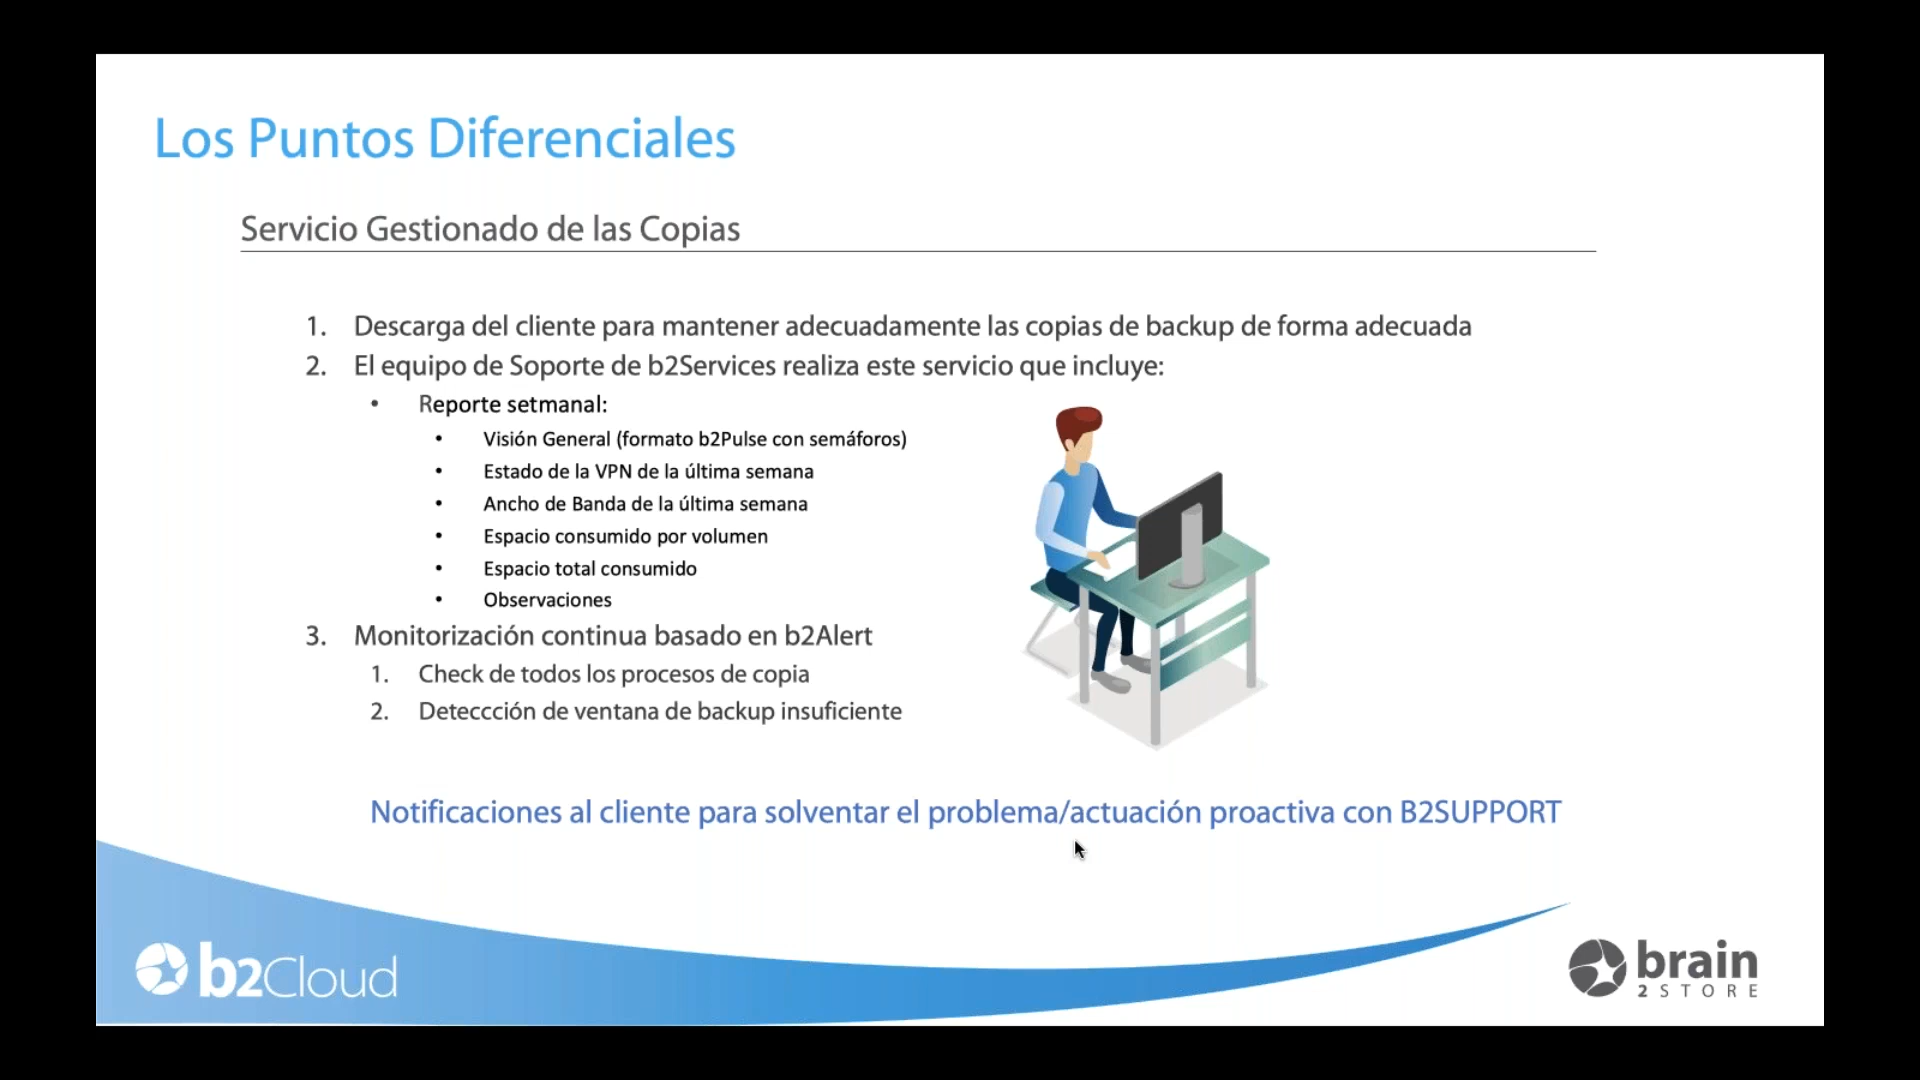 Los Puntos Diferenciales
Servicio Gestionado de las Copias
1. Descarga del cliente para mantener adecuadamente las copias de backup de forma adecuada
2. El equipo de Soporte de b2Services realiza este servicio que incluye:
• Reporte setmanal:
• Visión General (formato b2Pulse con semáforos)
• Estado de la VPN de la última semana
• Ancho de Banda de la última semana
• Espacio consumido por volumen
• Espacio total consumido
• Observaciones
3. Monitorización continua basado en b2Alert
1. Check de todos los procesos de copia
2. Deteccción de ventana de backup insuficiente
Notificaciones al cliente para solventar el problema/actuación proactiva con B2SUPPORT
b2Cloud
brain
2 STORE